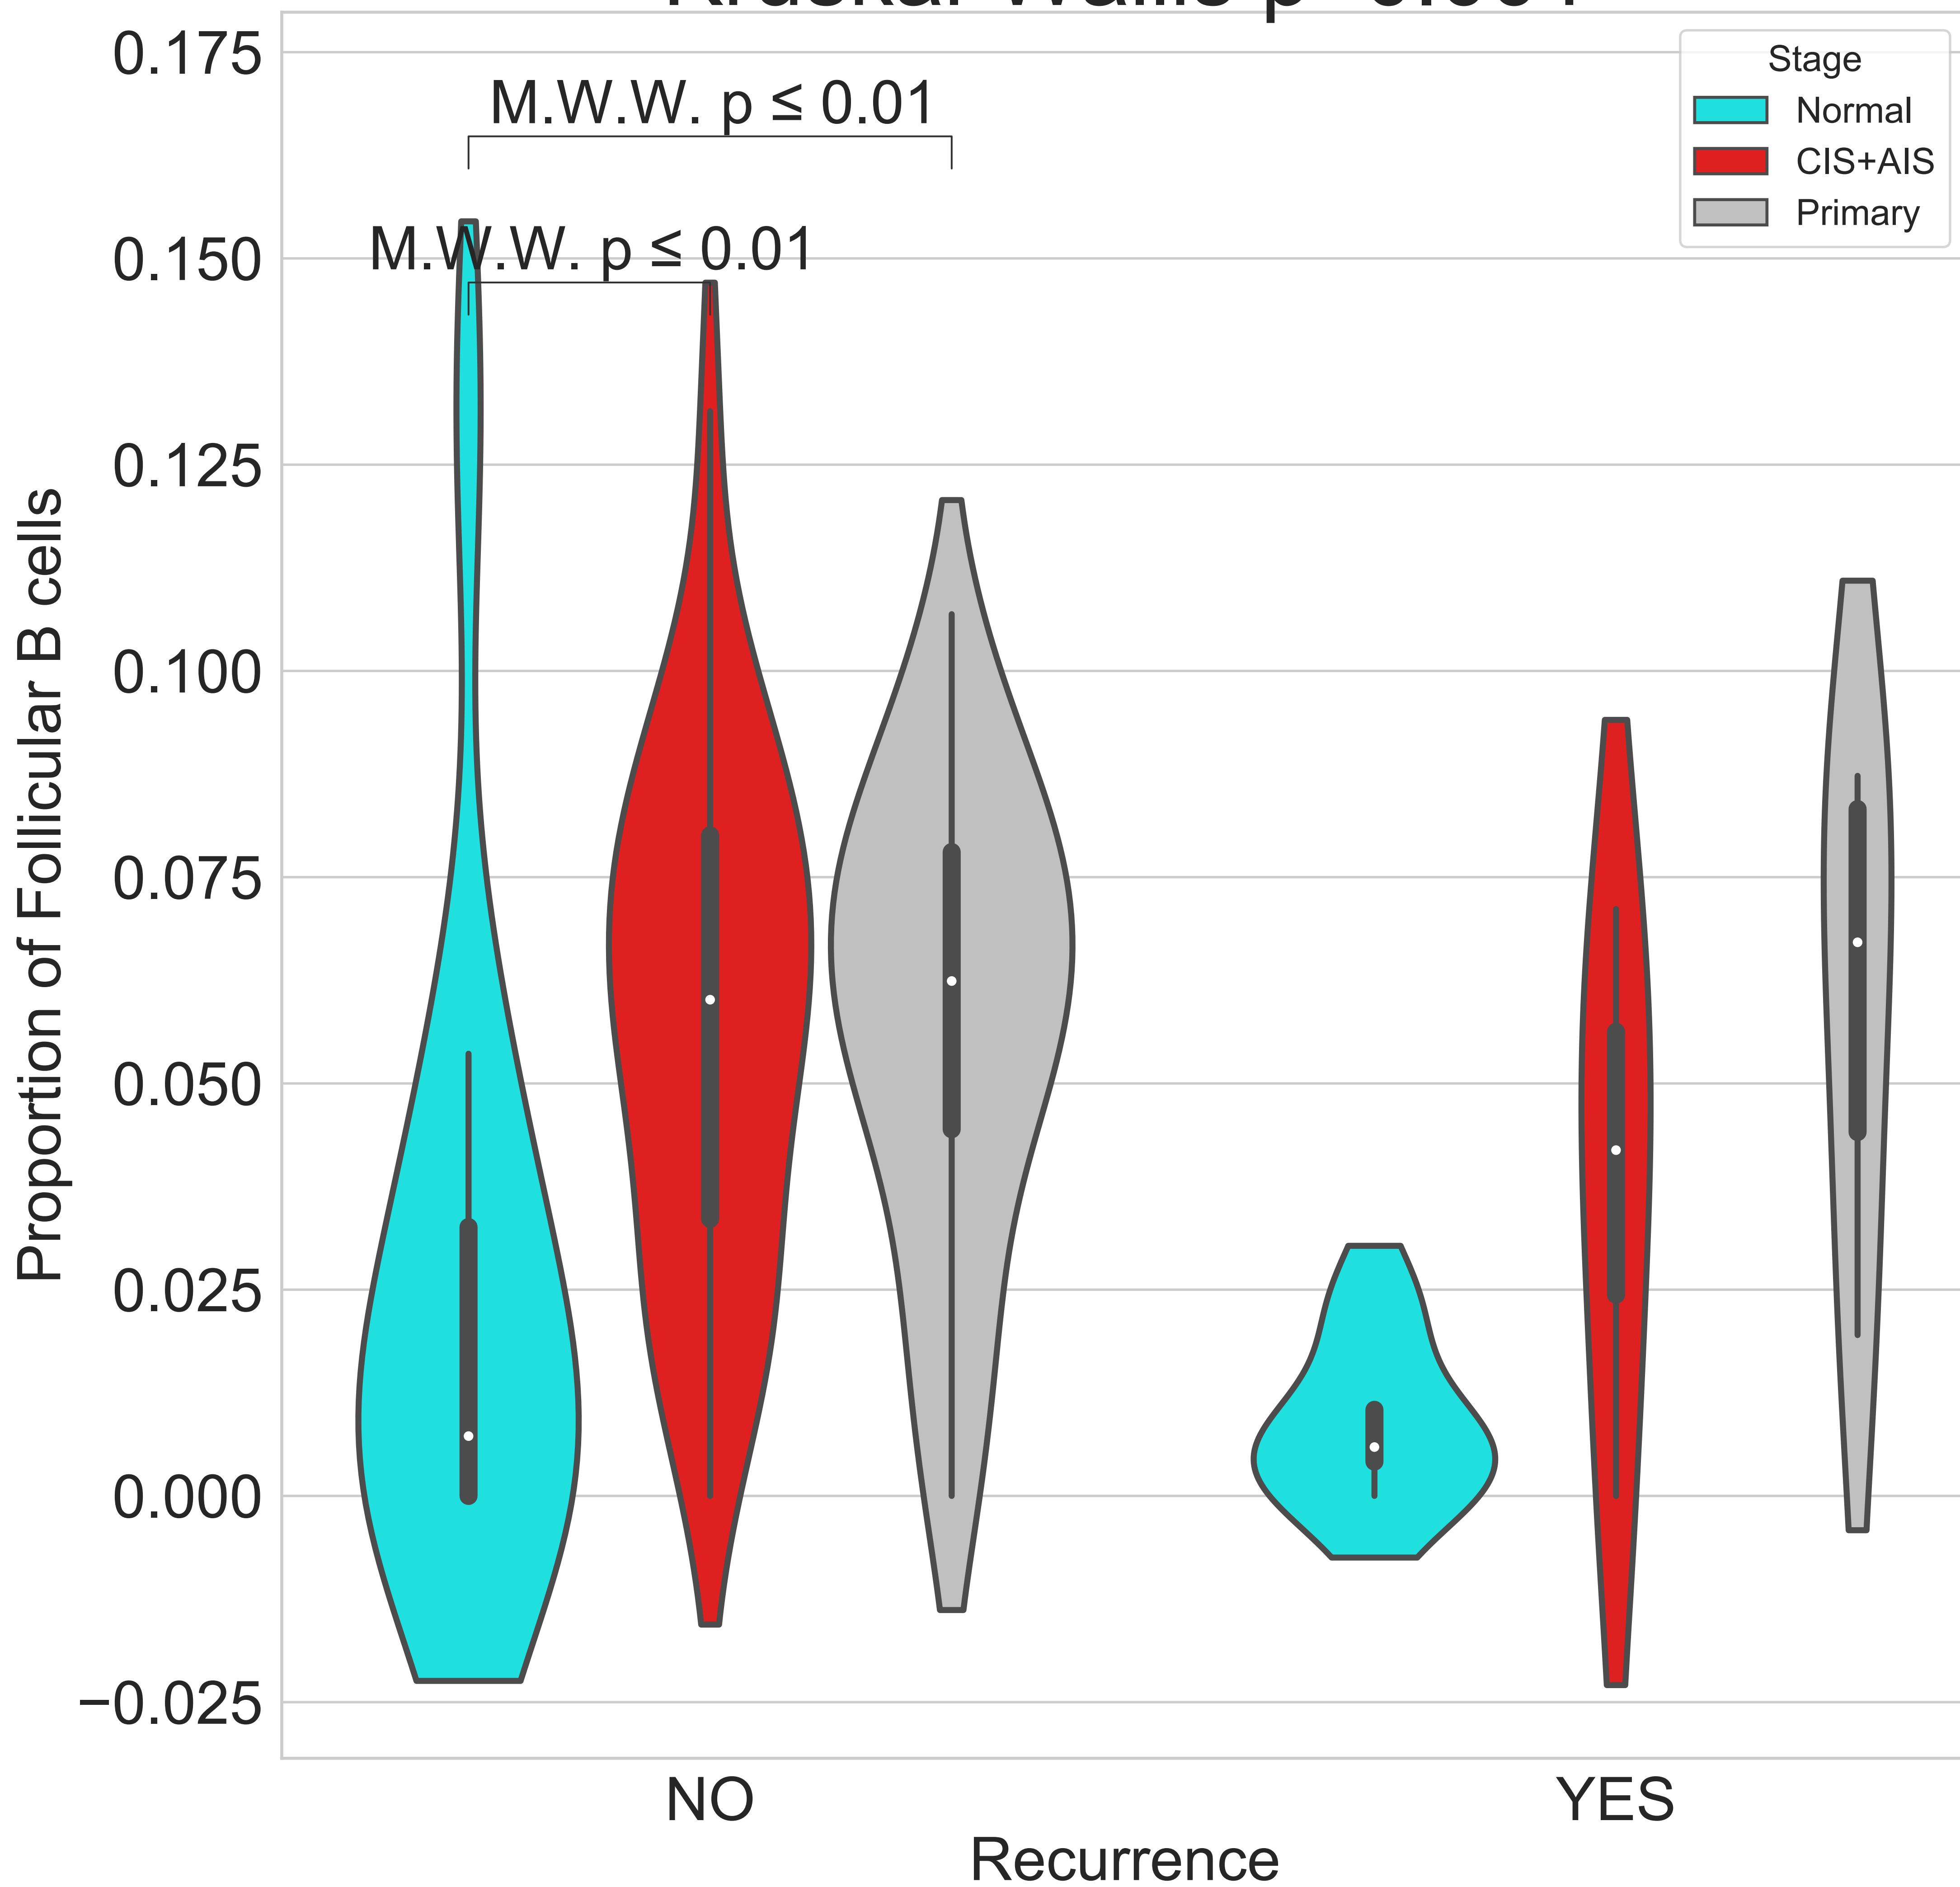 0.175
0.150
0.125
0.100
0.075
0.050
0.025
0.000
−0.025
Proportion of Follicular B cells
M.W.W. p ≤ 0.01
M.W.W. p ≤ 0.01
Stage
Normal
CIS+AIS
Primary
NO
YES
Recurrence